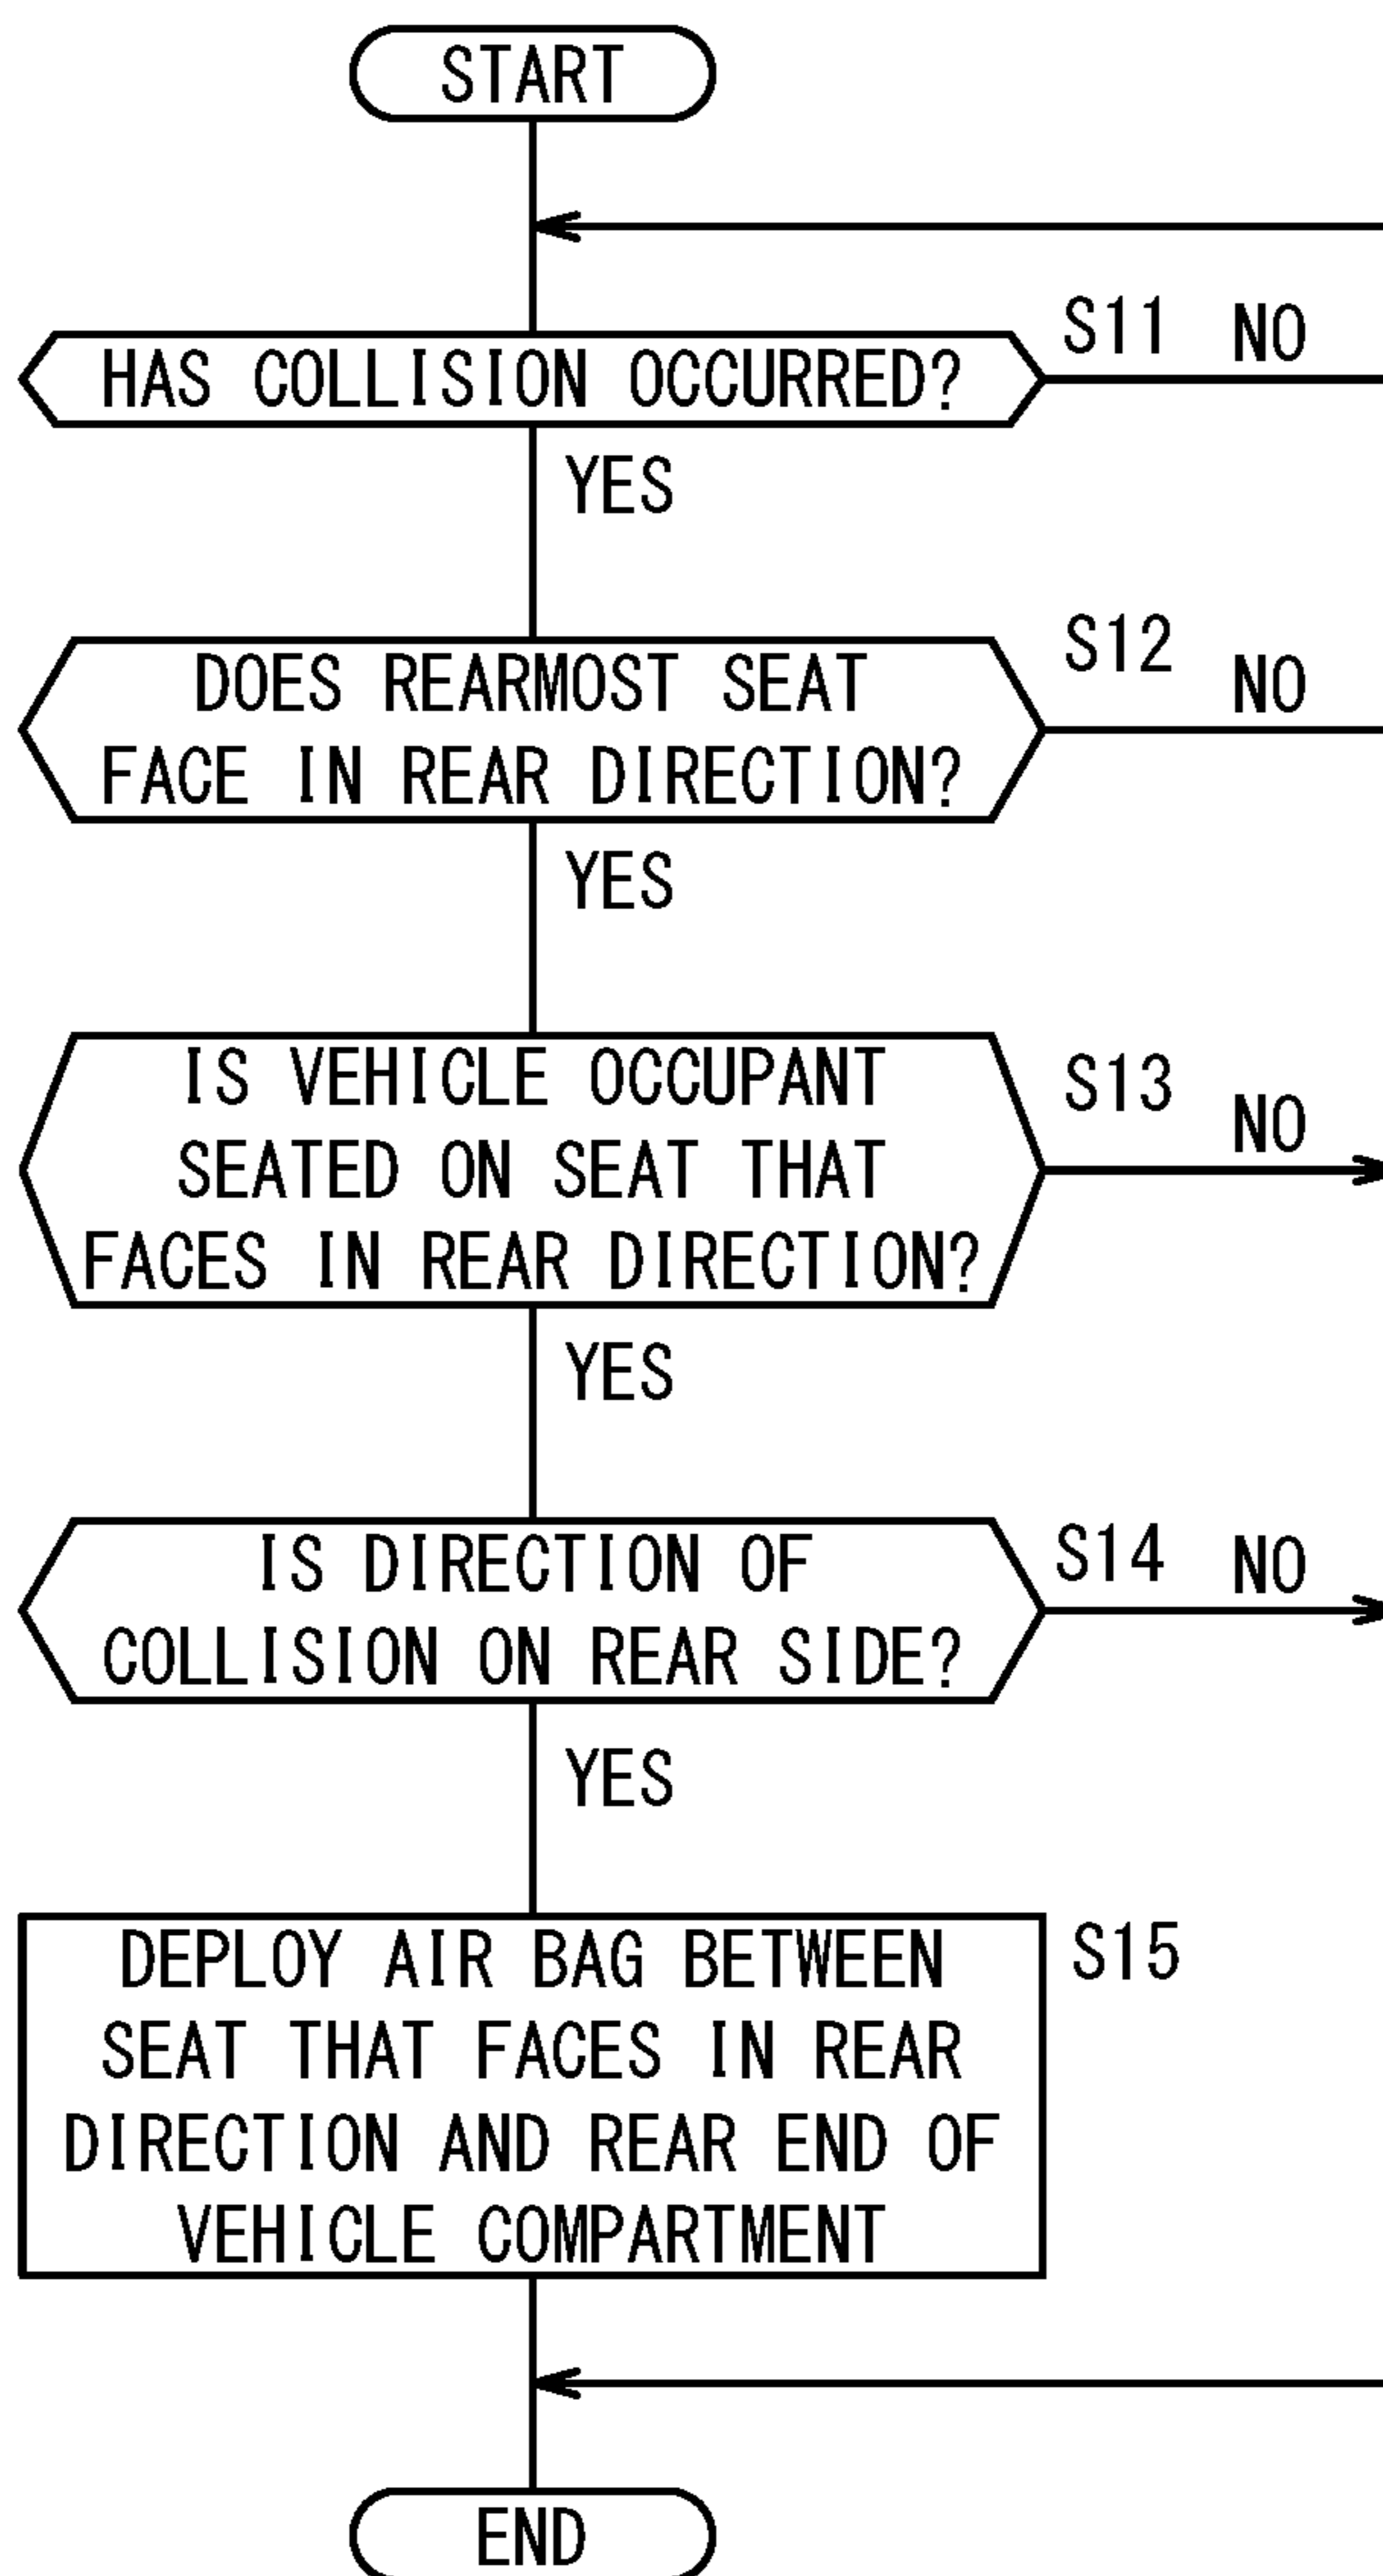 START
HAS COLLISION OCCURRED?
S11
NO
YES
DOES REARMOST SEAT
FACE IN REAR DIRECTION?
S12
NO
YES
IS VEHICLE OCCUPANT
SEATED ON SEAT THAT
FACES IN REAR DIRECTION?
S13
NO
YES
IS DIRECTION OF
COLLISION ON REAR SIDE?
S14
NO
YES
DEPLOY AIR BAG BETWEEN
SEAT THAT FACES IN REAR
DIRECTION AND REAR END OF
VEHICLE COMPARTMENT
S15
END